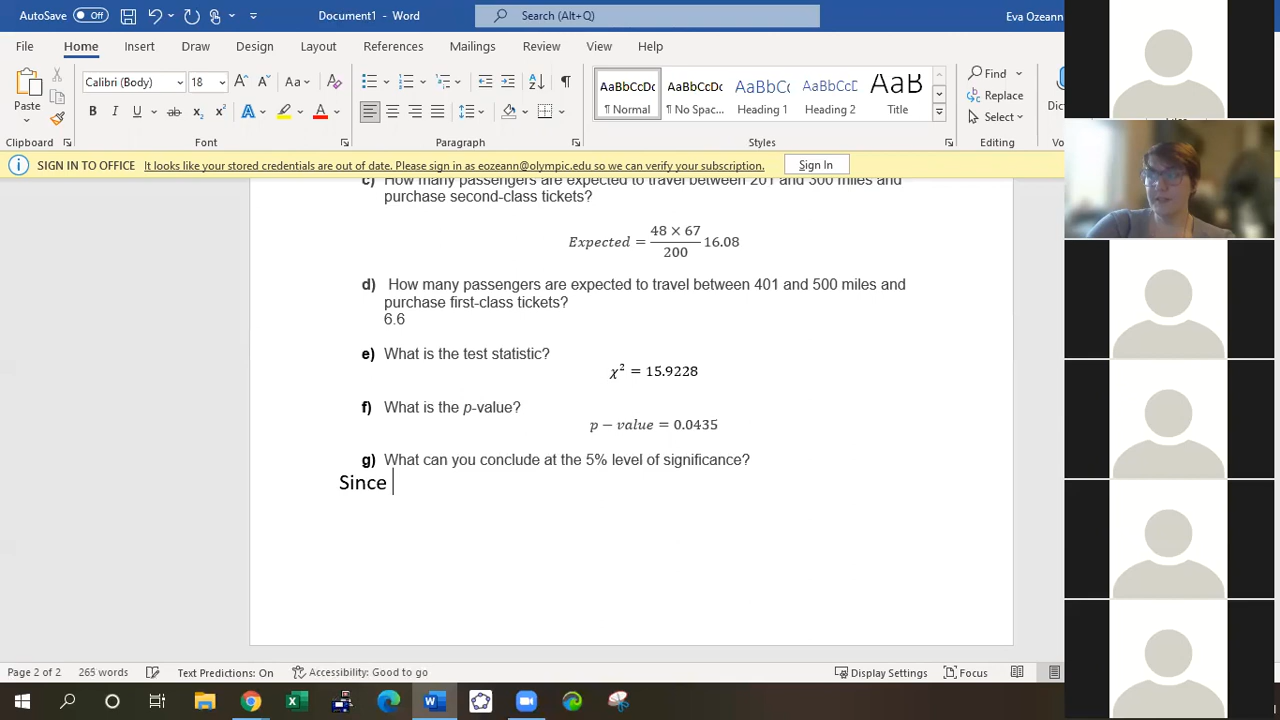 AutoSave Off Document1 - Word Search (Alt+Q) Eva Ozeann
File Home Insert Draw Design Layout References Mailings Review View Help
Calibri (Body) 18 Aa
Paste
B I U ab x₂ x² A A
AaBbCcDc AaBbCcDc AaBbC AaBbCcD AaB
¶ Normal ¶ No Spac... Heading 1 Heading 2 Title
Find
Replace
Select
Dict
Clipboard Font Paragraph Styles Editing
SIGN IN TO OFFICE It looks like your stored credentials are out of date. Please sign in as eozeann@olympic.edu so we can verify your subscription. Sign In
c) How many passengers are expected to travel between 201 and 300 miles and
purchase second-class tickets?
Expected = 48 × 67 / 200 16.08
d) How many passengers are expected to travel between 401 and 500 miles and
purchase first-class tickets?
6.6
e) What is the test statistic?
χ² = 15.9228
f) What is the p-value?
p − value = 0.0435
g) What can you conclude at the 5% level of significance?
Since
Page 2 of 2 265 words Text Predictions: On Accessibility: Good to go Display Settings Focus